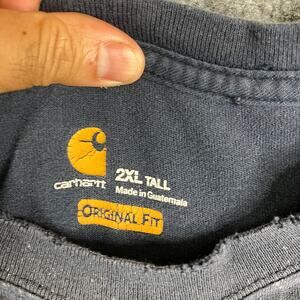 carhartt
2XL TALL
Made in Guatemala
ORIGINAL FIT